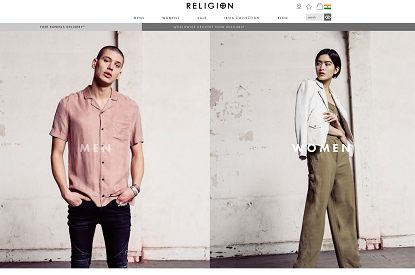 RELIGION
MENS WOMENS SALE IBIZA COLLECTION BLOG
FREE EXPRESS DELIVERY*
WORLDWIDE DELIVERY NOW AVAILABLE
MEN
WOMEN